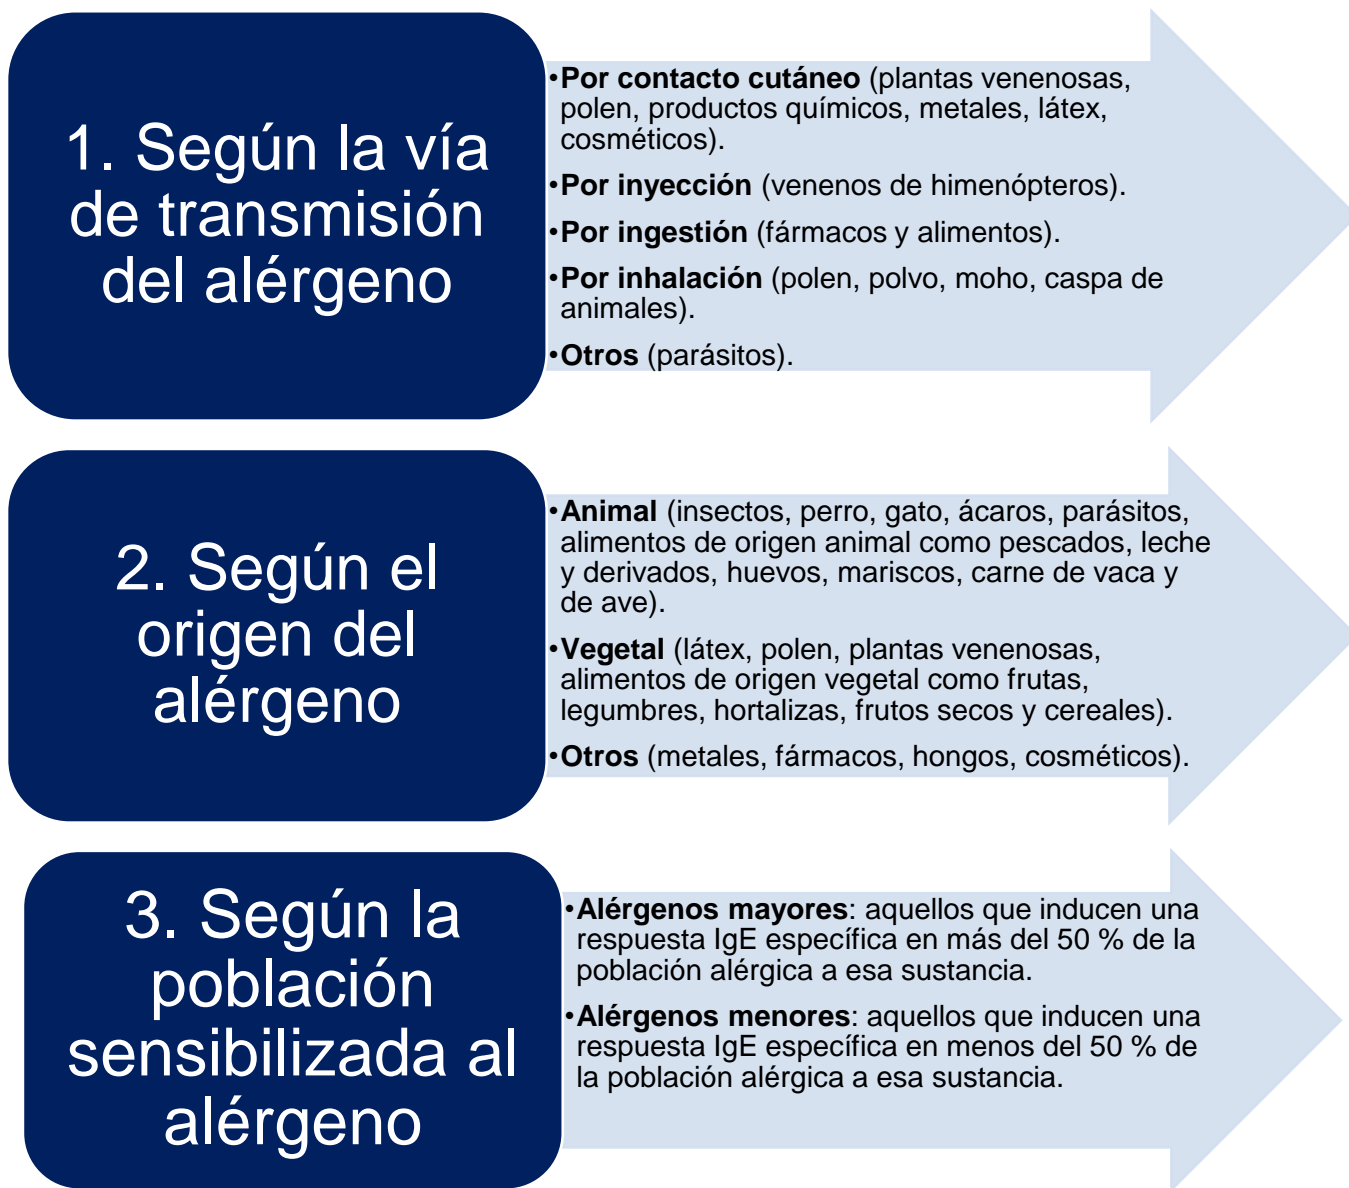 1. Según la vía
de transmisión
del alérgeno
•Por contacto cutáneo (plantas venenosas,
polen, productos químicos, metales, látex,
cosméticos).
•Por inyección (venenos de himenópteros).
•Por ingestión (fármacos y alimentos).
•Por inhalación (polen, polvo, moho, caspa de
animales).
•Otros (parásitos).
2. Según el
origen del
alérgeno
•Animal (insectos, perro, gato, ácaros, parásitos,
alimentos de origen animal como pescados, leche
y derivados, huevos, mariscos, carne de vaca y
de ave).
•Vegetal (látex, polen, plantas venenosas,
alimentos de origen vegetal como frutas,
legumbres, hortalizas, frutos secos y cereales).
•Otros (metales, fármacos, hongos, cosméticos).
3. Según la
población
sensibilizada al
alérgeno
•Alérgenos mayores: aquellos que inducen una
respuesta IgE específica en más del 50 % de la
población alérgica a esa sustancia.
•Alérgenos menores: aquellos que inducen una
respuesta IgE específica en menos del 50 % de
la población alérgica a esa sustancia.